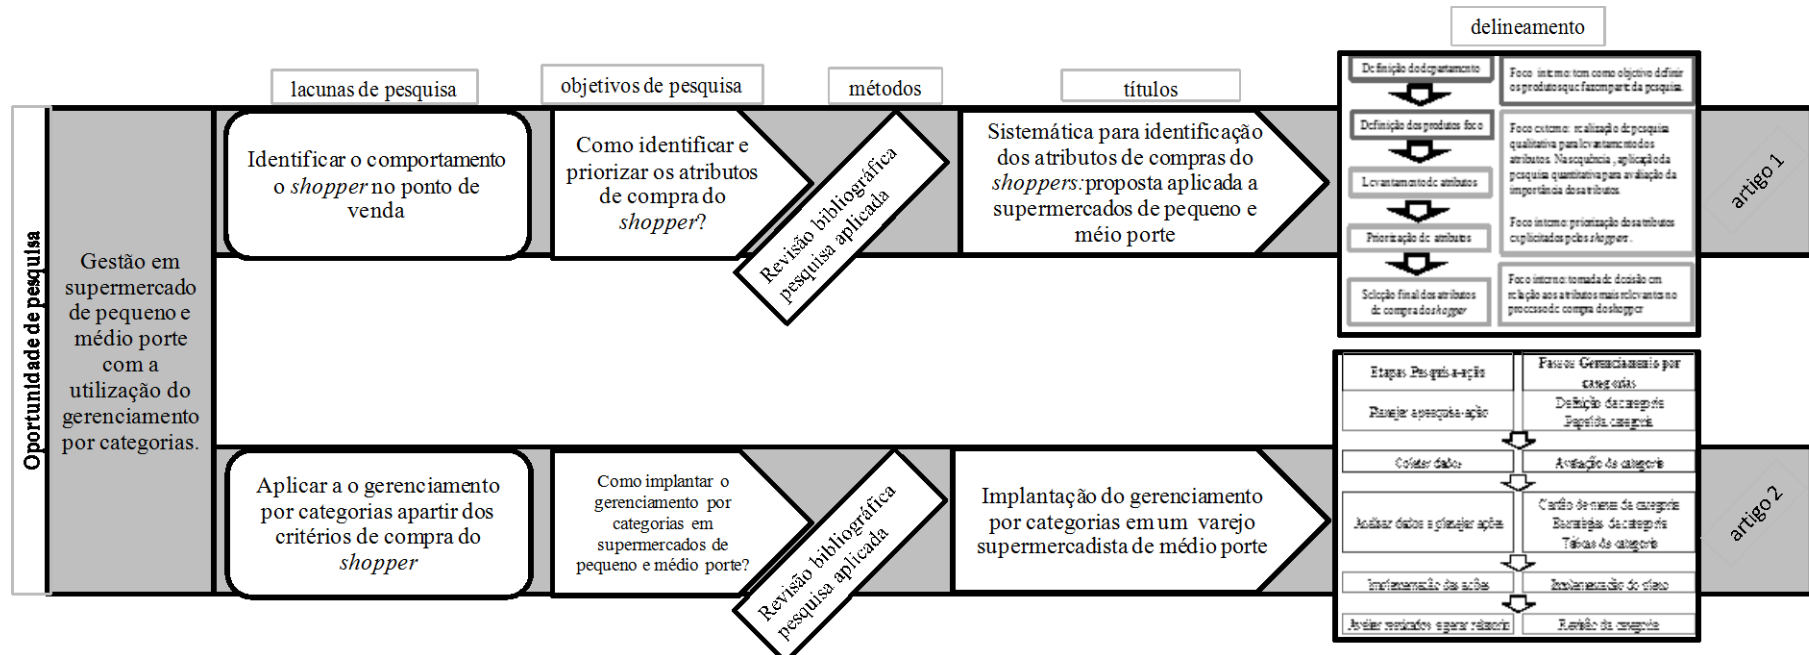 delineamento
lacunas de pesquisa
objetivos de pesquisa
métodos
títulos
Oportunidade de pesquisa
Gestão em
supermercado
de pequeno e
médio porte
com a
utilização do
gerenciamento
por categorias.
Identificar o comportamento
o shopper no ponto de
venda
Como identificar e
priorizar os atributos
de compra do
shopper?
Revisão bibliográfica
pesquisa aplicada
Sistemática para identificação
dos atributos de compras do
shoppers:proposta aplicada a
supermercados de pequeno e
méio porte
Definição do departamento
Definição dos produtos foco
Levantamento de atributos
Priorização de atributos
Seleção final dos atributos
de compra do shopper
Foco interno: tem como objetivo definir
os produtos que fazem parte da pesquisa.
Foco externo: realização de pesquisa
qualitativa para levantamento dos
atributos. Na sequência , aplicação da
pesquisa quantitativa para avaliação da
importância dos atributos.
Foco interno: priorização dos atributos
explicitados pelos shoppers .
Foco interno: tomada de decisão em
relação aos atributos mais relevantes no
processo de compra do shopper
artigo 1
Aplicar a o gerenciamento
por categorias apartir dos
critérios de compra do
shopper
Como implantar o
gerenciamento por
categorias em
supermercados de
pequeno e médio porte?
Revisão bibliográfica
pesquisa aplicada
Implantação do gerenciamento
por categorias em um varejo
supermercadista de médio porte
Etapas Pesquisa-ação
Passos Gerenciamento por
categorias
Planejar a pesquisa-ação
Definição da categoria
Papel da categoria
Coletar dados
Avaliação da categoria
Analisar dados e planejar ações
Cartão de metas da categoria
Estratégias da categoria
Táticas da categoria
Implementação das ações
Implementação do plano
Avaliar resultados e gerar relatório
Revisão da categoria
artigo 2